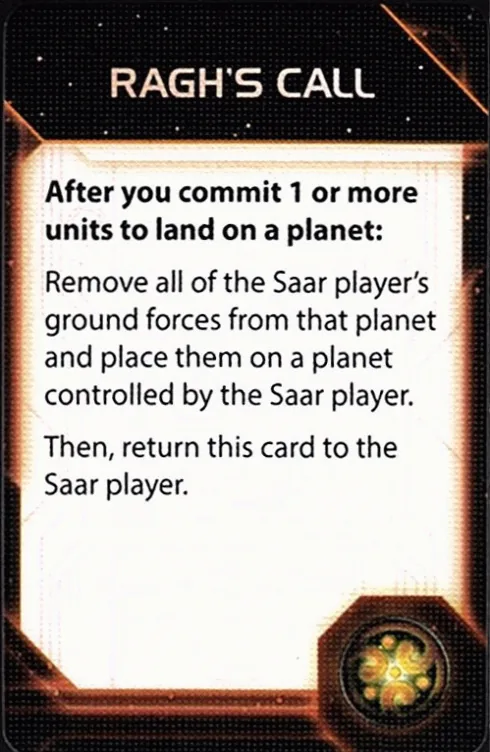 RAGH'S CALL
After you commit 1 or more
units to land on a planet:
Remove all of the Saar player's
ground forces from that planet
and place them on a planet
controlled by the Saar player.
Then, return this card to the
Saar player.